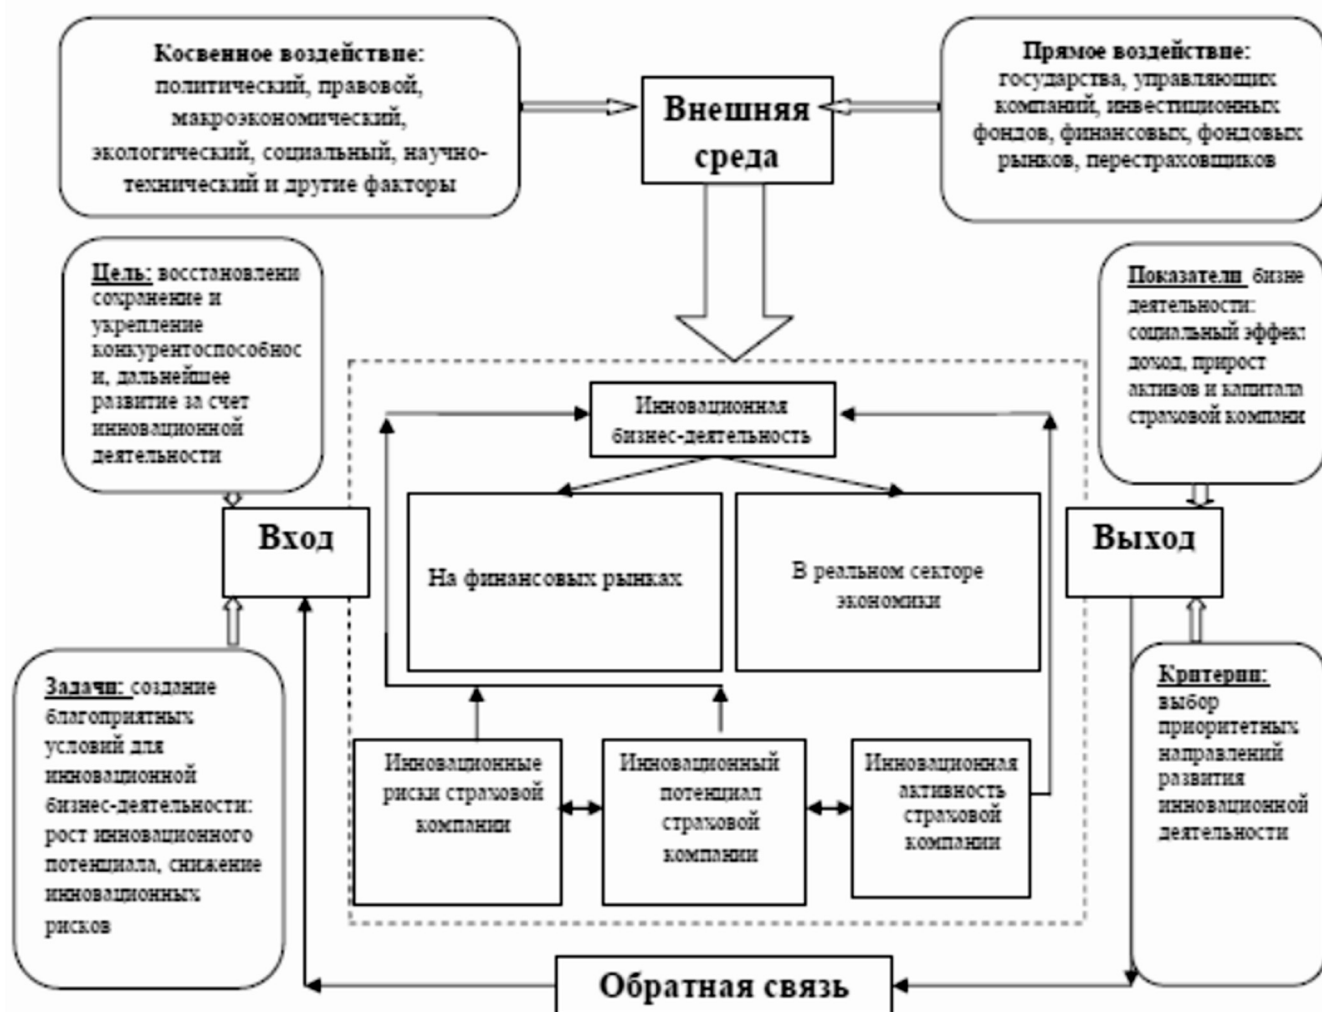 Косвенное воздействие:
политический, правовой,
макроэкономический,
экологический, социальный, научно-
технический и другие факторы
Внешняя
среда
Прямое воздействие:
государства, управляющих
компаний, инвестиционных
фондов, финансовых, фондовых
рынков, перестраховщиков
Цель: восстановлени
сохранение и
укрепление
конкурентоспособнос
и, дальнейшее
развитие за счет
инновационной
деятельности
Показатели бизне
деятельности:
социальный эффек
доход, прирост
активов и капитала
страховой компани
Инновационная
бизнес-деятельность
Вход
На финансовых рынках
В реальном секторе
экономики
Выход
Задачи: создание
благоприятных
условий для
инновационной
бизнес-деятельности:
рост инновационного
потенциала, снижение
инновационных
рисков
Инновационные
риски страховой
компании
Инновационный
потенциал
страховой
компании
Инновационная
активность
страховой
компании
Критерии:
выбор
приоритетных
направлений
развития
инновационной
деятельности
Обратная связь